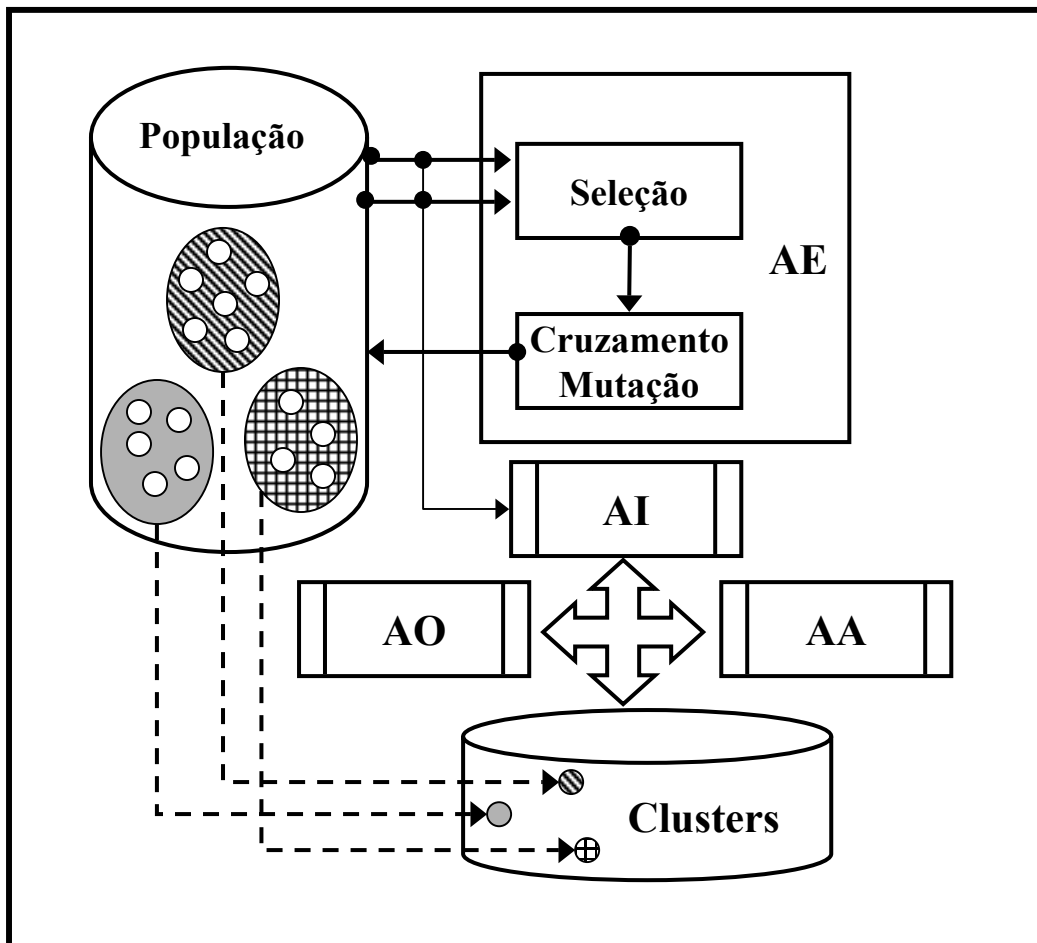 População
Seleção
AE
Cruzamento
Mutação
AI
AO
AA
Clusters